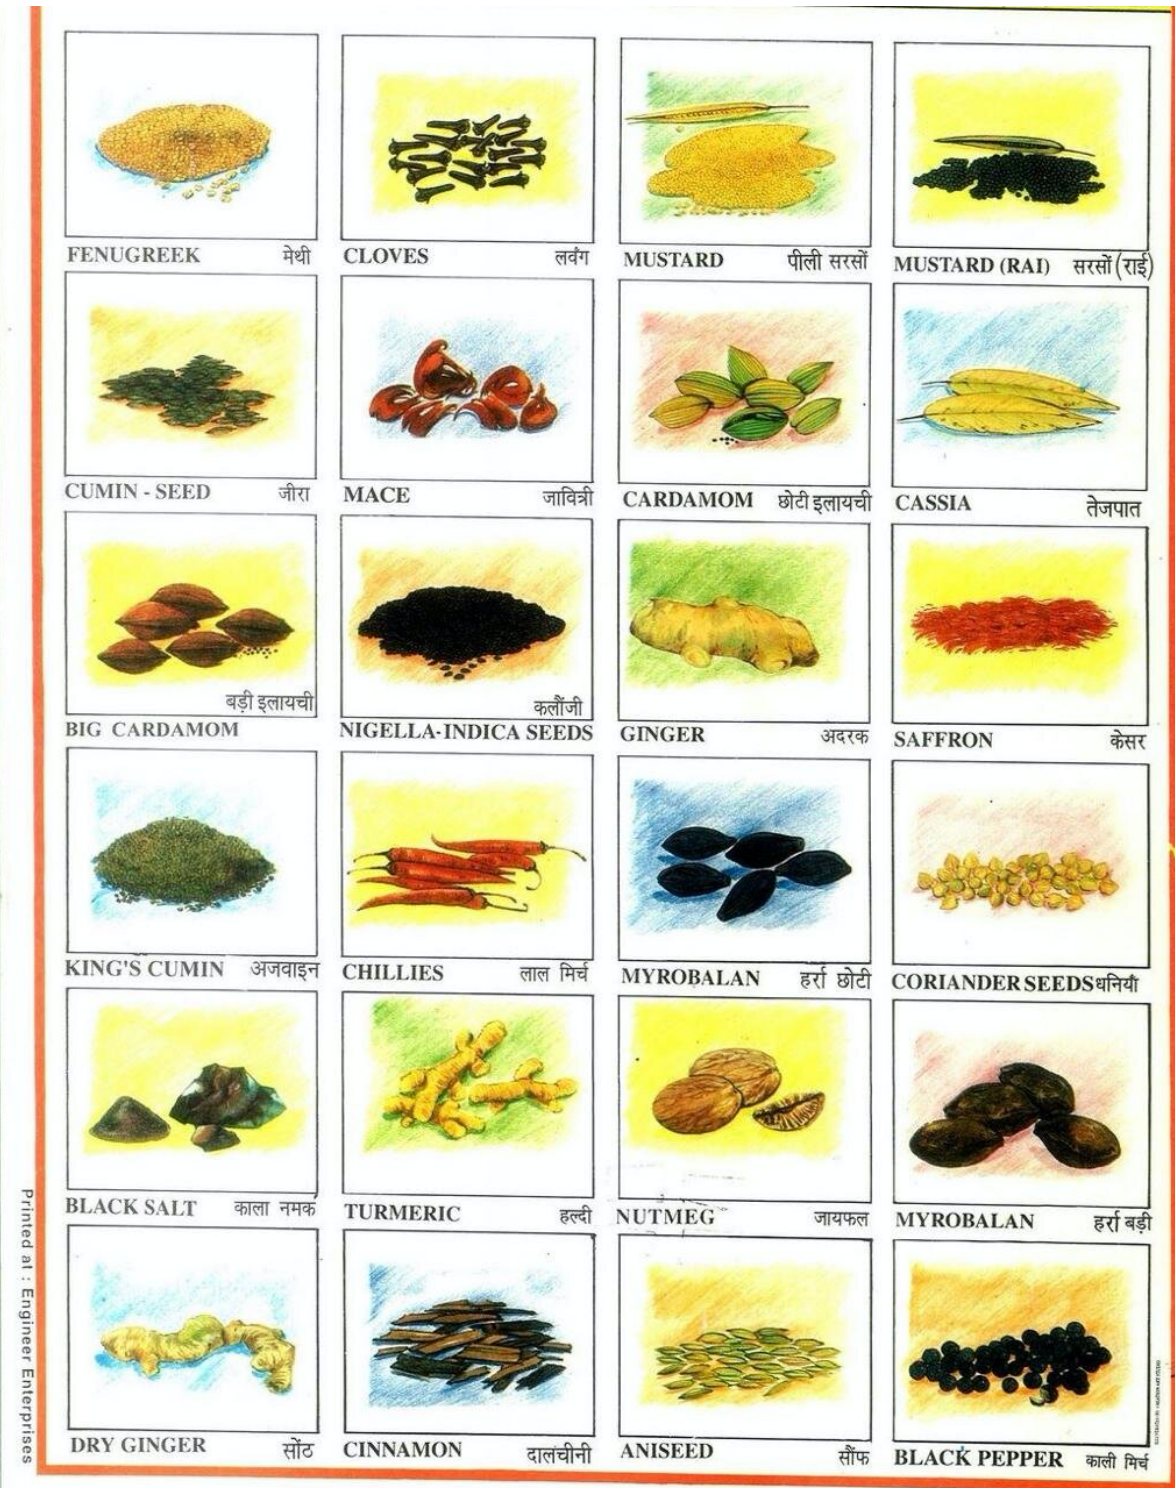 FENUGREEK मेथी
CLOVES लवंग
MUSTARD पीली सरसों
MUSTARD (RAI) सरसों (राई)
CUMIN - SEED जीरा
MACE जावित्री
CARDAMOM छोटी इलायची
CASSIA तेजपात
बड़ी इलायची
BIG CARDAMOM
कलौंजी
NIGELLA-INDICA SEEDS
GINGER अदरक
SAFFRON केसर
KING'S CUMIN अजवाइन
CHILLIES लाल मिर्च
MYROBALAN हर्रा छोटी
CORIANDER SEEDS धनियाँ
BLACK SALT काला नमक
TURMERIC हल्दी
NUTMEG जायफल
MYROBALAN हर्रा बड़ी
DRY GINGER सोंठ
CINNAMON दालचीनी
ANISEED सौंफ
BLACK PEPPER काली मिर्च
Printed at : Engineer Enterprises